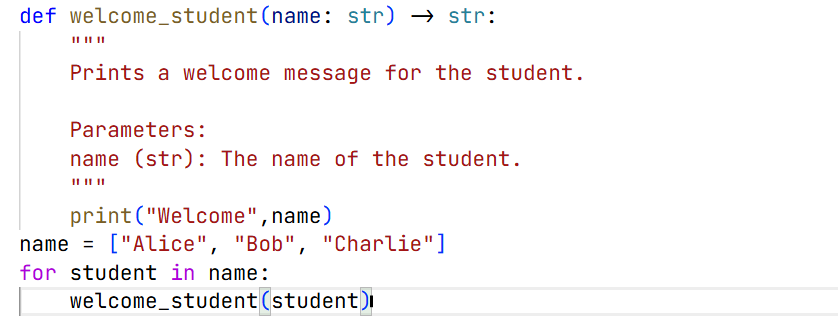 def welcome_student(name: str) -> str:
    """
    Prints a welcome message for the student.

    Parameters:
    name (str): The name of the student.
    """
    print("Welcome",name)
name = ["Alice", "Bob", "Charlie"]
for student in name:
    welcome_student(student)